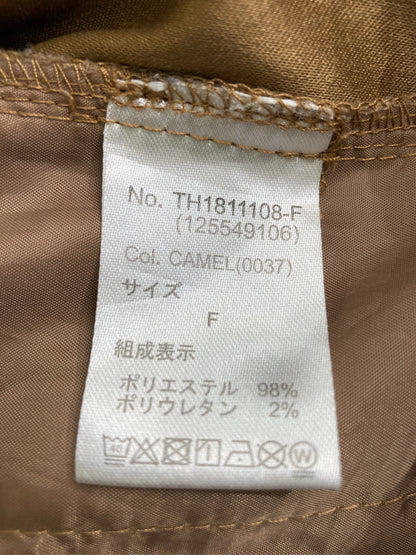 No. TH1811108-F
(125549106)
Col. CAMEL(0037)
サイズ
F
組成表示
ポリエステル 98%
ポリウレタン 2%
40 W